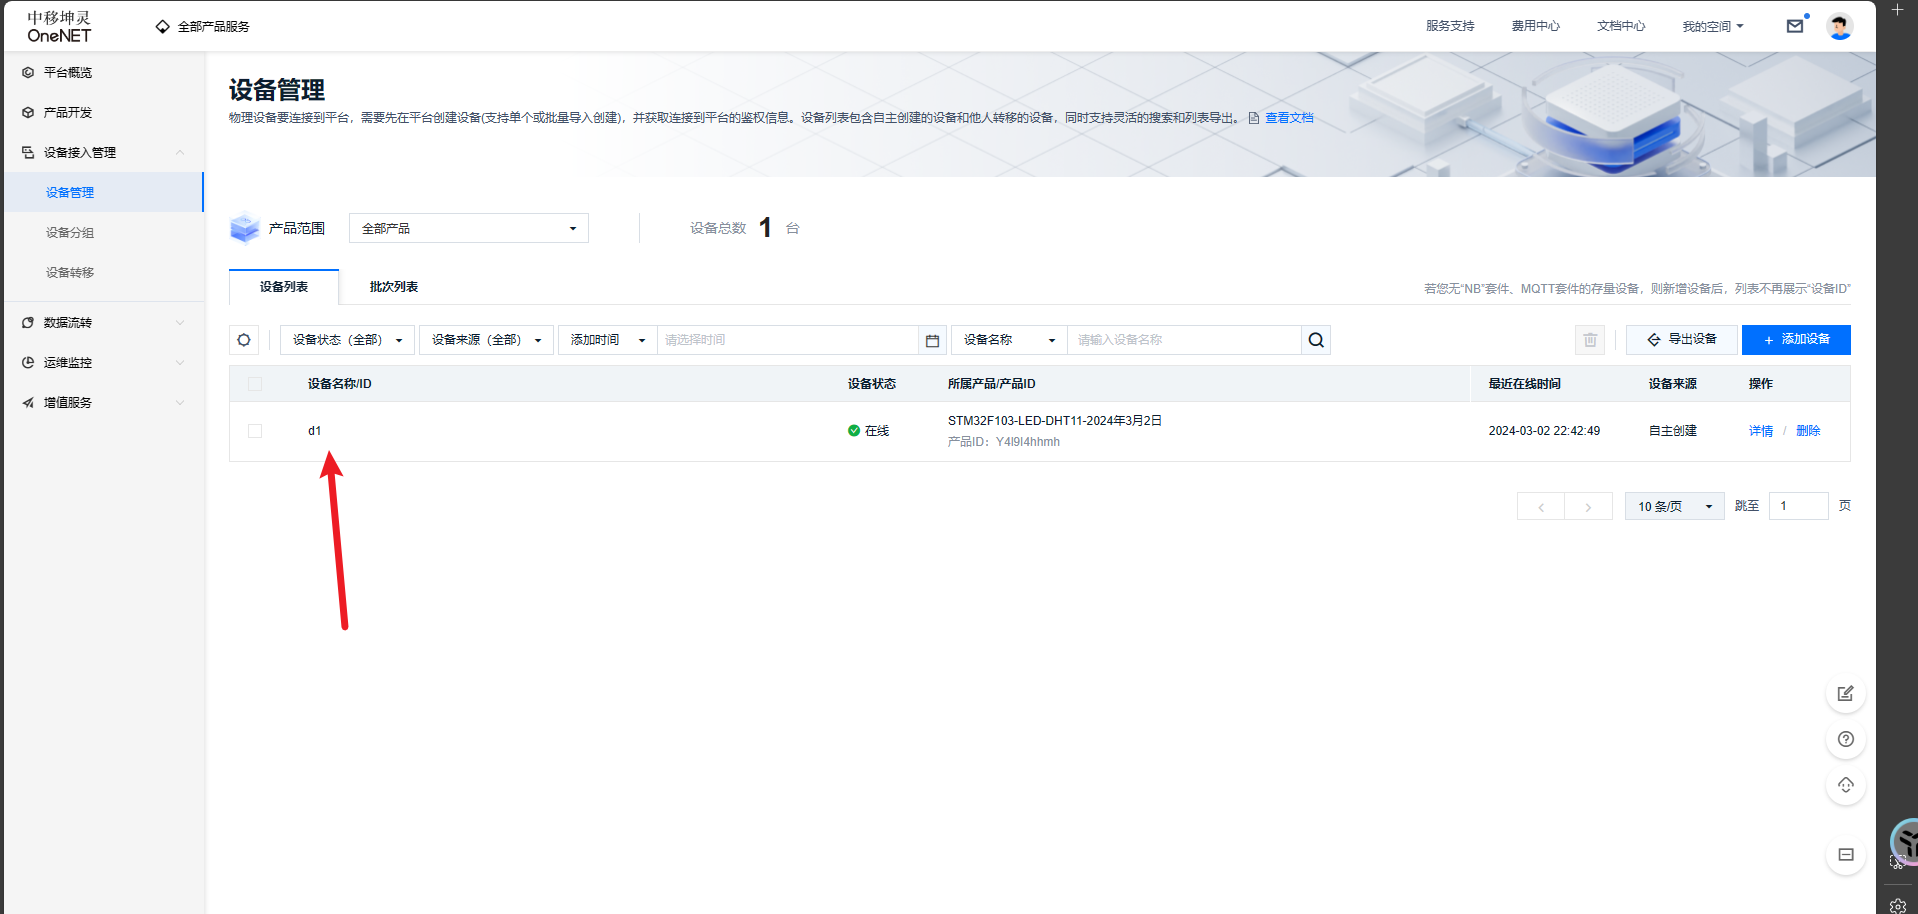 中移坤灵
OneNET
全部产品服务
服务支持
费用中心
文档中心
我的空间
平台概览
产品开发
设备接入管理
设备管理
设备分组
设备转移
数据流转
运维监控
增值服务
设备管理
物理设备要连接到平台，需要先在平台创建设备(支持单个或批量导入创建)，并获取连接到平台的鉴权信息。设备列表包含自主创建的设备和他人转移的设备，同时支持灵活的搜索和列表导出。 查看文档
产品范围
全部产品
设备总数 1 台
设备列表
批次列表
若您无“NB”套件、MQTT套件的存量设备，则新增设备后，列表不再展示“设备ID”
设备状态（全部）
设备来源（全部）
添加时间
请选择时间
设备名称
请输入设备名称
导出设备
+ 添加设备
设备名称/ID
设备状态
所属产品/产品ID
最近在线时间
设备来源
操作
d1
在线
STM32F103-LED-DHT11-2024年3月2日
产品ID：Y4I9I4hhmh
2024-03-02 22:42:49
自主创建
详情 / 删除
10 条/页
跳至
1
页